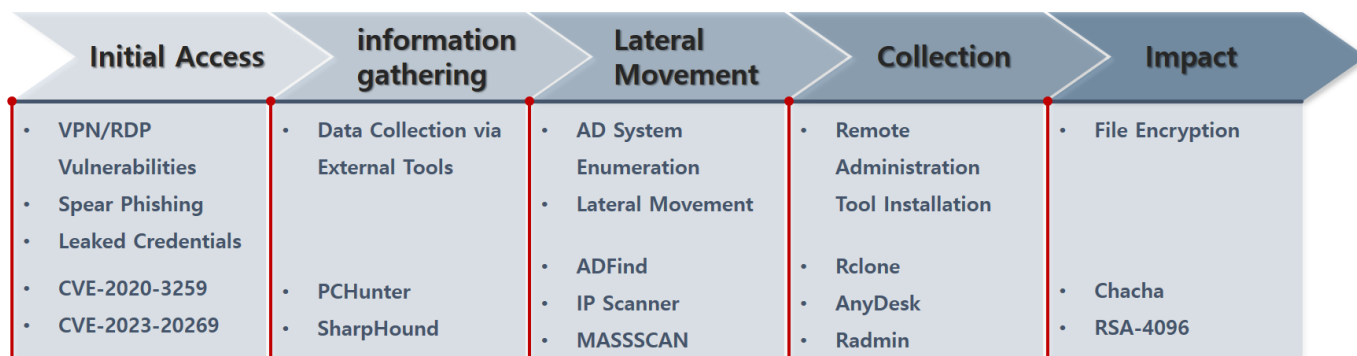 Initial Access
information
gathering
Lateral
Movement
Collection
Impact
• VPN/RDP
Vulnerabilities
• Spear Phishing
• Leaked Credentials
• CVE-2020-3259
• CVE-2023-20269
• Data Collection via
External Tools
• PCHunter
• SharpHound
• AD System
Enumeration
• Lateral Movement
• ADFind
• IP Scanner
• MASSSCAN
• Remote
Administration
Tool Installation
• Rclone
• AnyDesk
• Radmin
• File Encryption
• Chacha
• RSA-4096